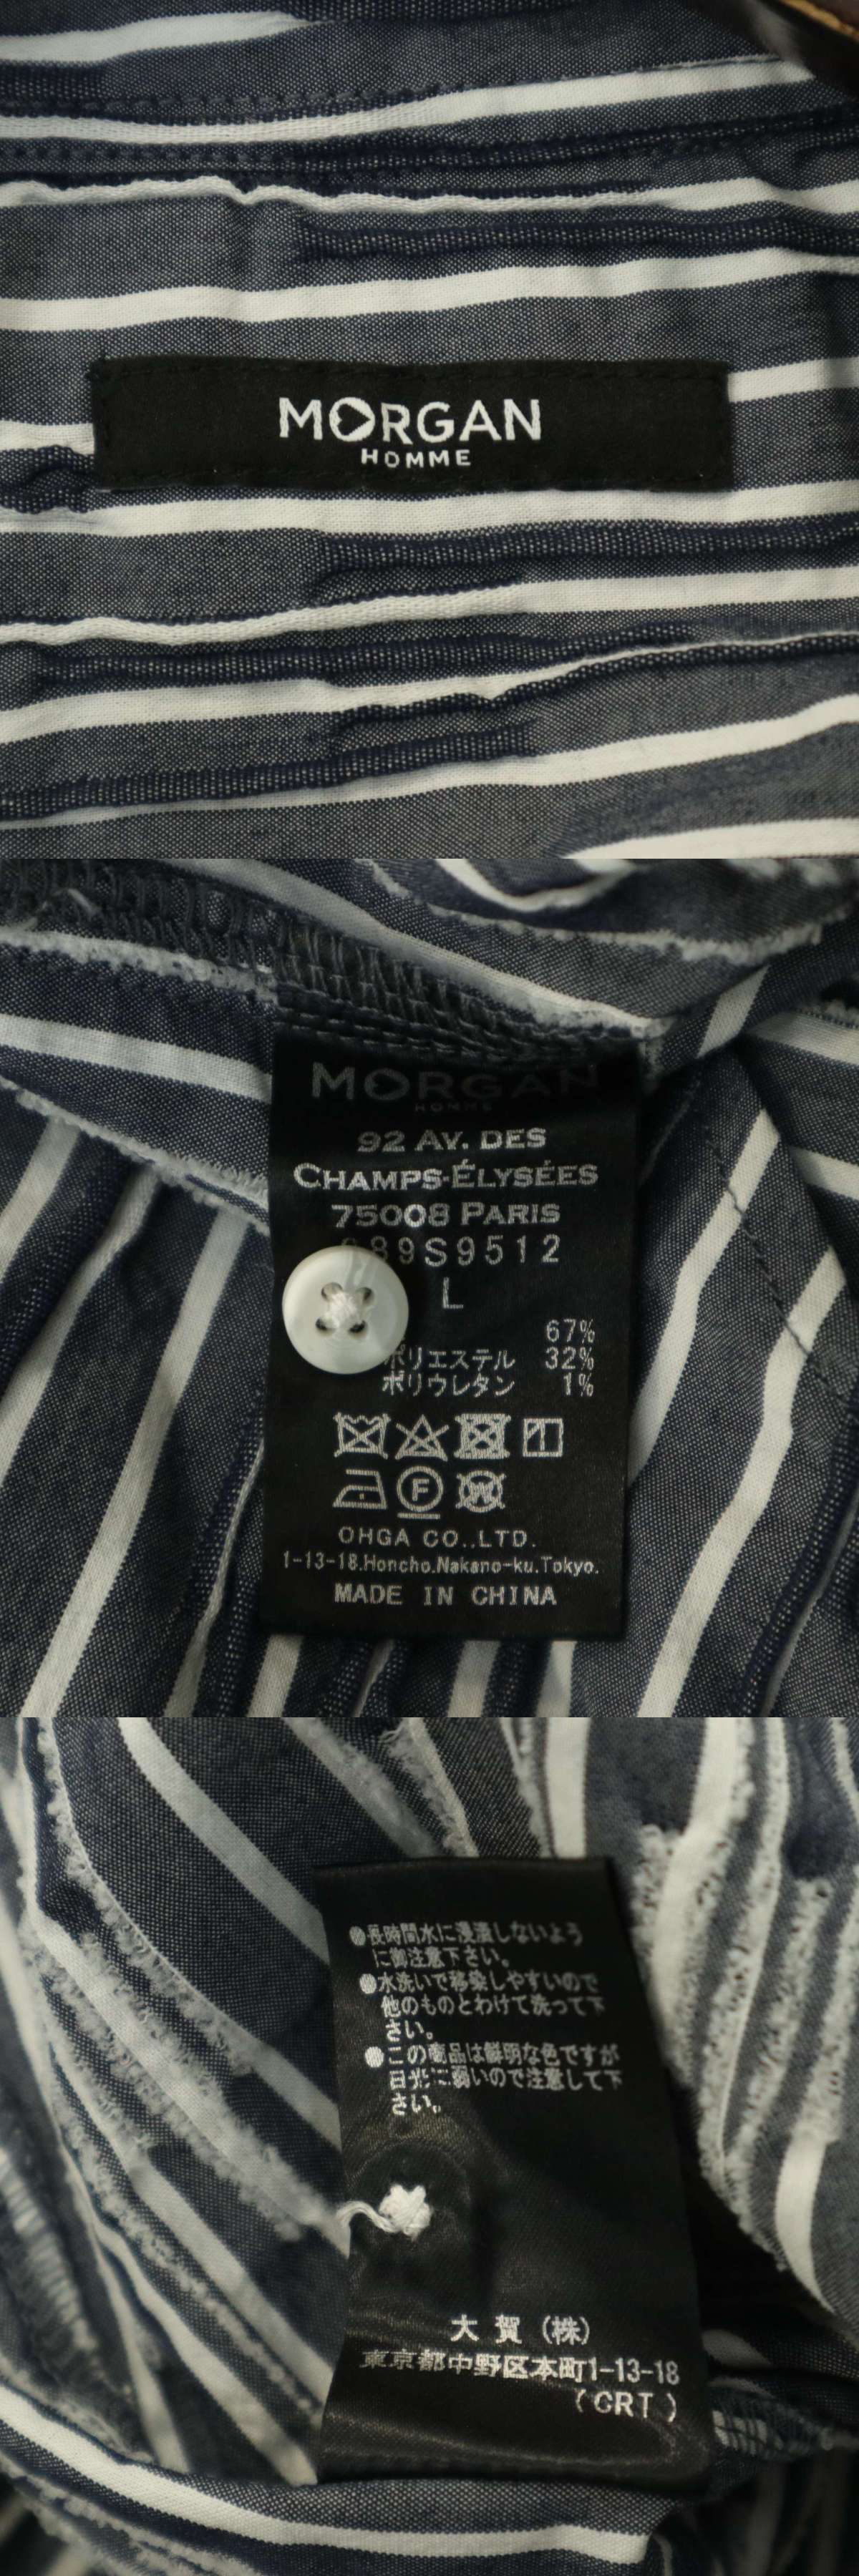 MORGAN
HOMME
MORGAN
HOMME
92 AV. DES
CHAMPS-ÉLYSÉES
75008 PARIS
89S9512
L
67%
ポリエステル 32%
ポリウレタン 1%
F
W
OHGA CO.,LTD.
1-13-18.Honcho.Nakano-ku.Tokyo.
MADE IN CHINA
●長時間水に浸漬しないよう
に御注意下さい。
●水洗いで移染しやすいので
他のものとわけて洗って下
さい。
●この商品は鮮明な色ですが
日光に弱いので注意して下
さい。
大賀(株)
東京都中野区本町1-13-18
(GRT)